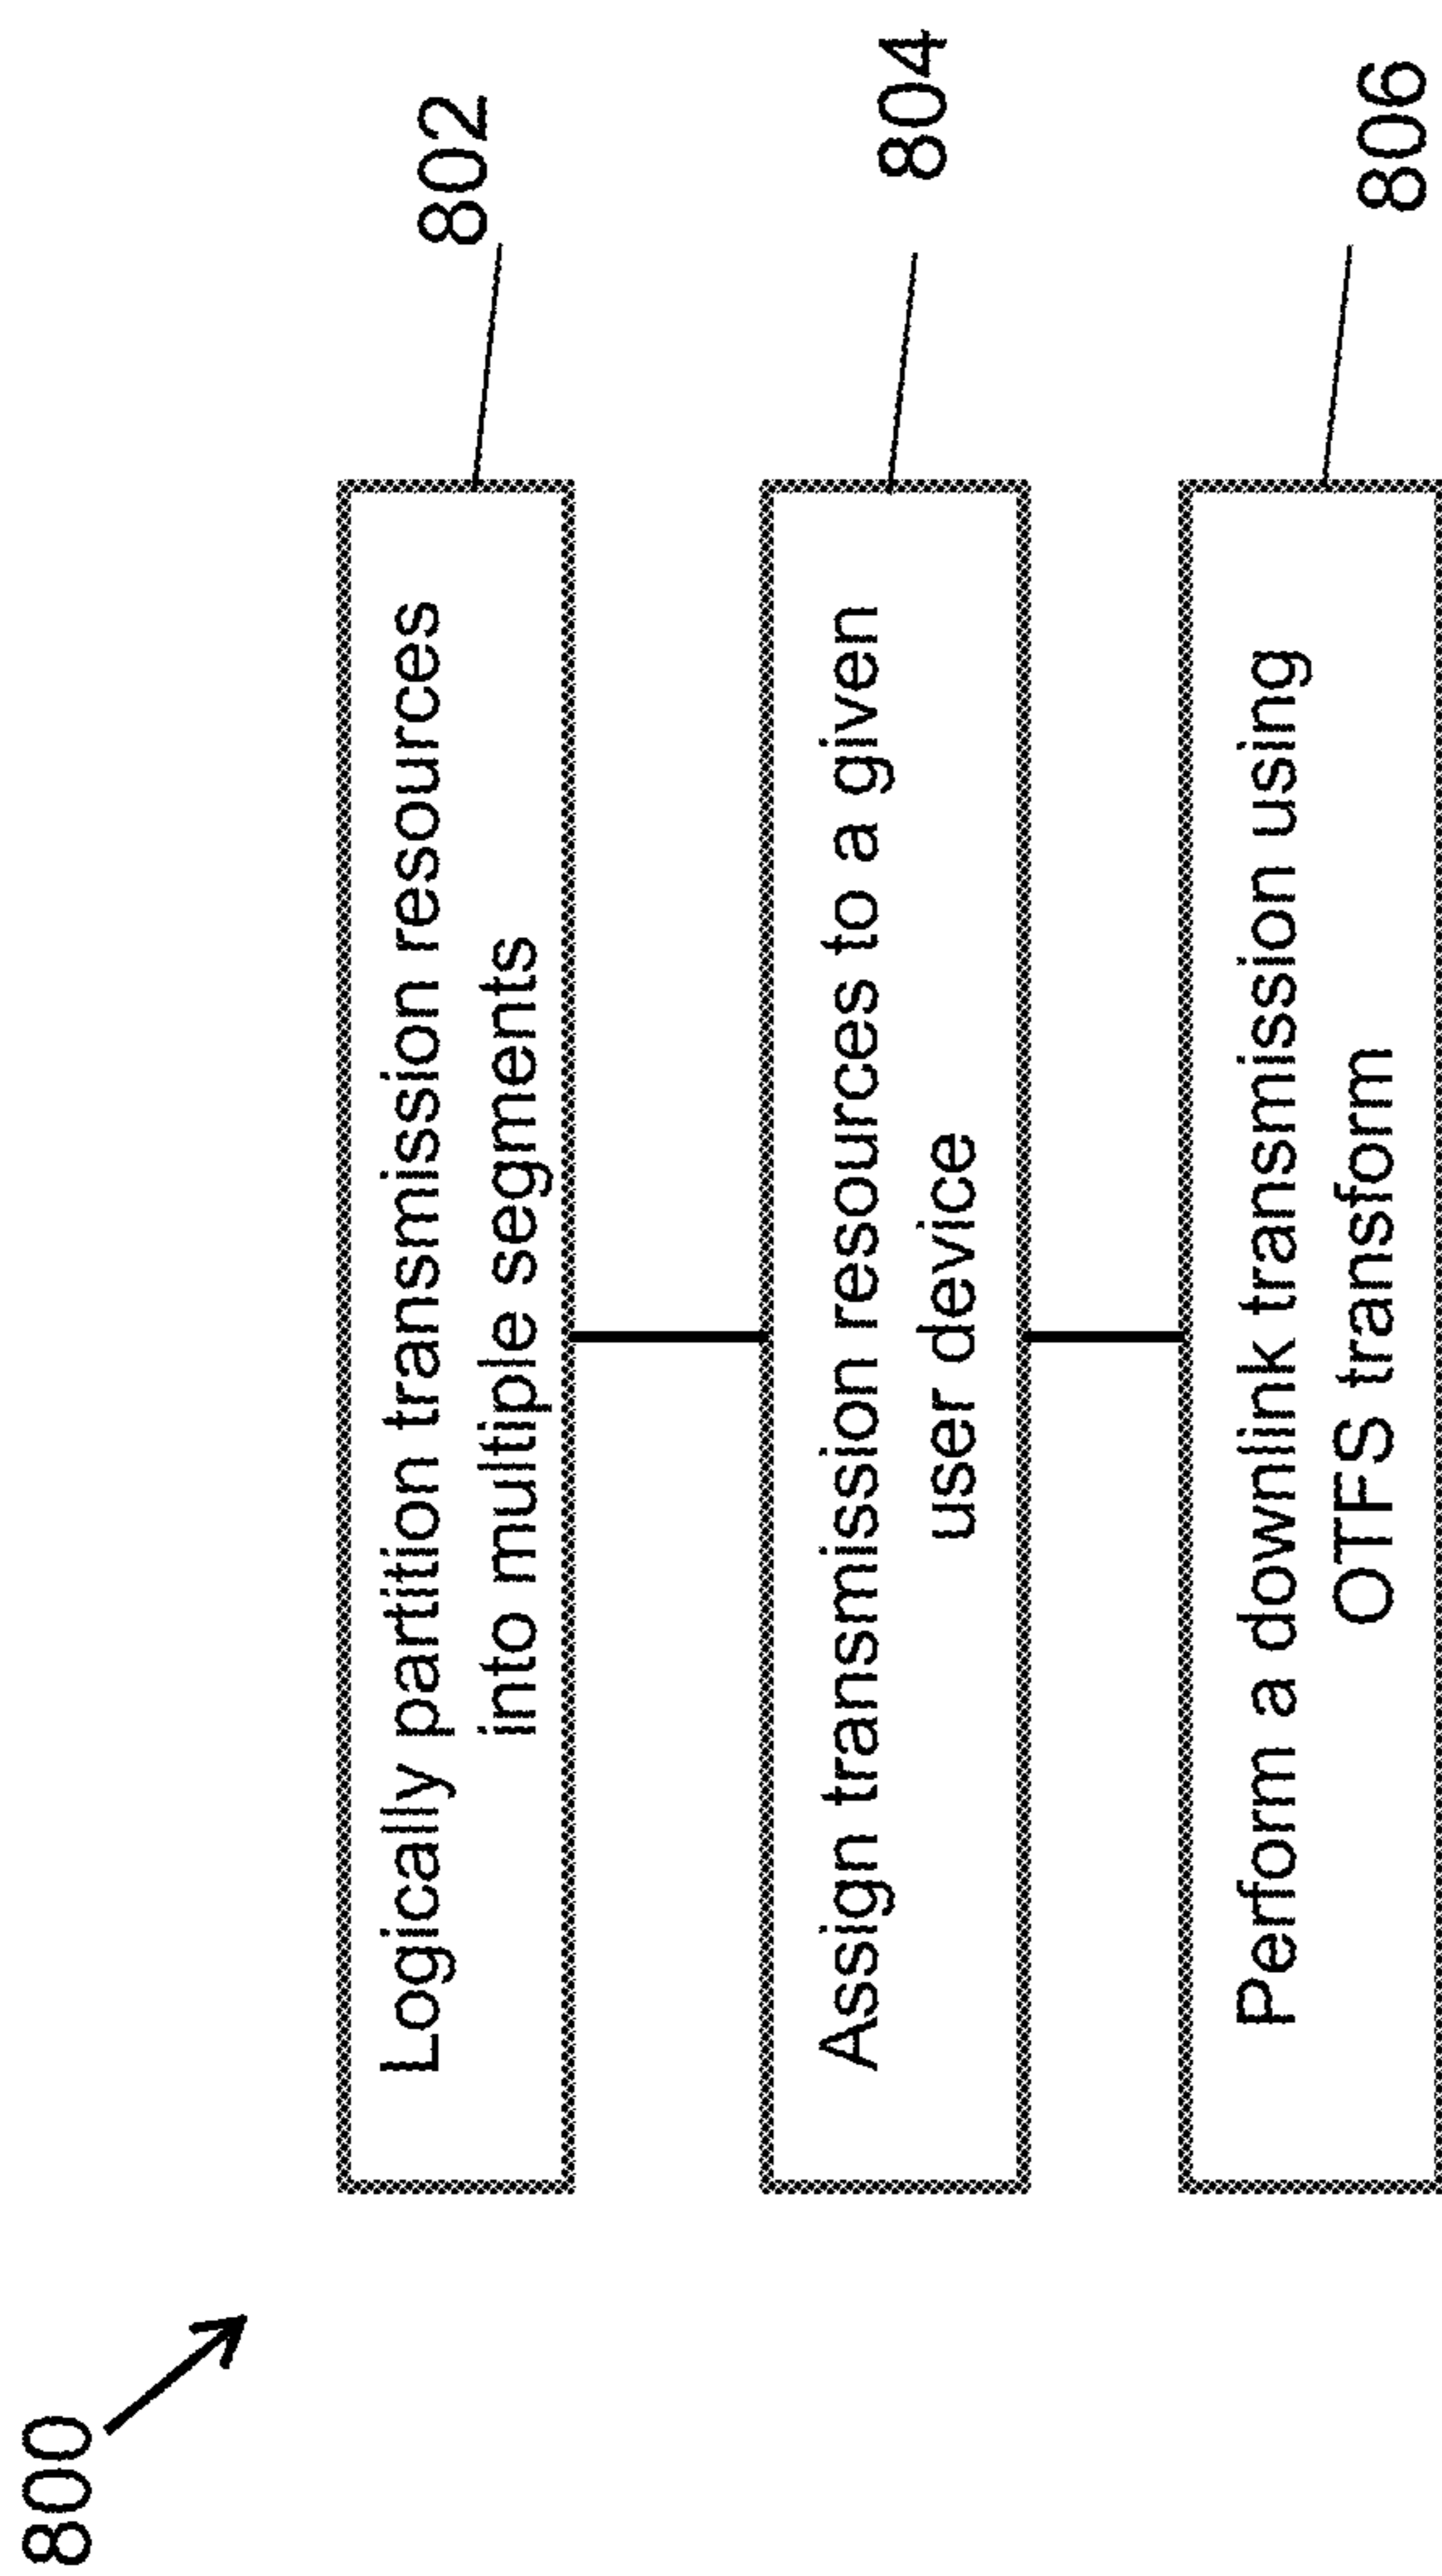 800
Logically partition transmission resources
into multiple segments
802
Assign transmission resources to a given
user device
804
Perform a downlink transmission using
OTFS transform
806